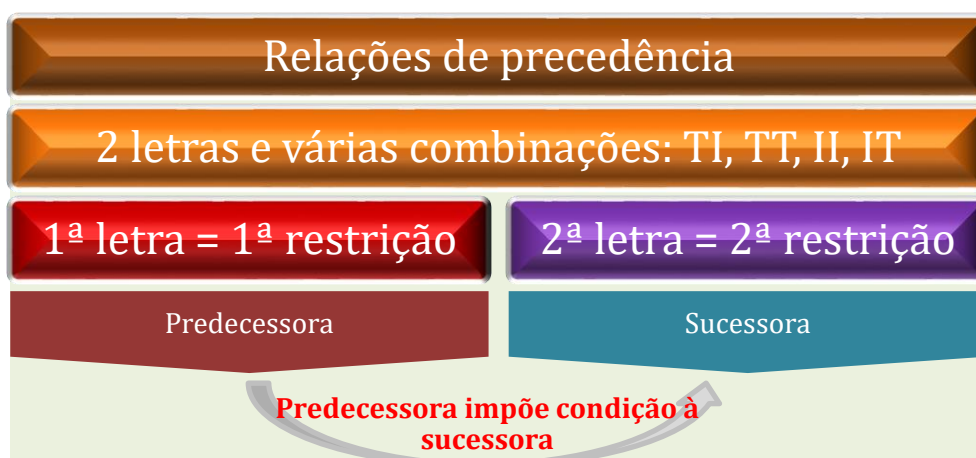 Relações de precedência
2 letras e várias combinações: TI, TT, II, IT
1ª letra = 1ª restrição
2ª letra = 2ª restrição
Predecessora
Sucessora
Predecessora impõe condição à
sucessora